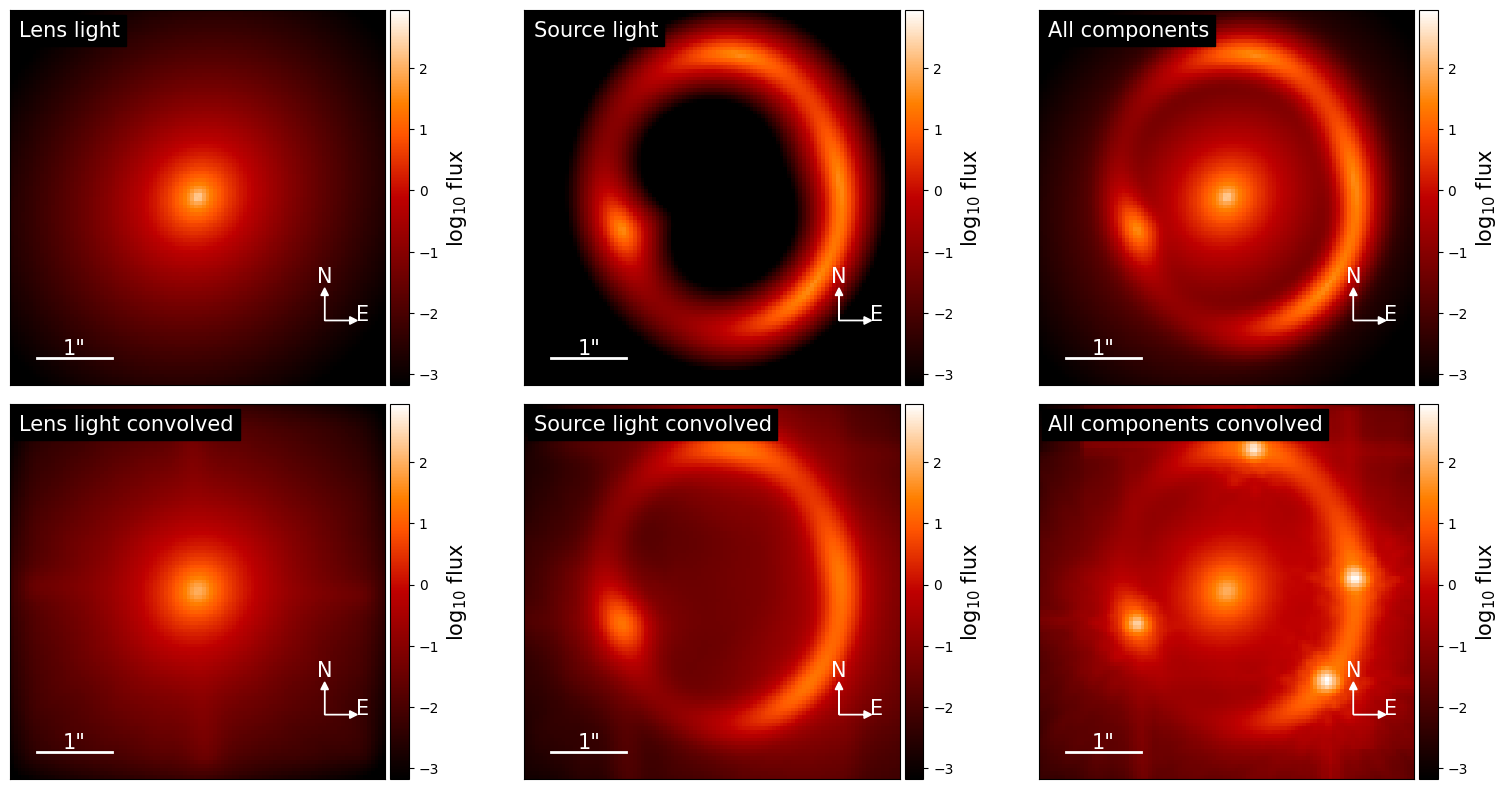 Lens light
2
1
0
−1
−2
−3
log10 flux
N
E
1"
Source light
2
1
0
−1
−2
−3
log10 flux
N
E
1"
All components
2
1
0
−1
−2
−3
log10 flux
N
E
1"
Lens light convolved
2
1
0
−1
−2
−3
log10 flux
N
E
1"
Source light convolved
2
1
0
−1
−2
−3
log10 flux
N
E
1"
All components convolved
2
1
0
−1
−2
−3
log10 flux
N
E
1"